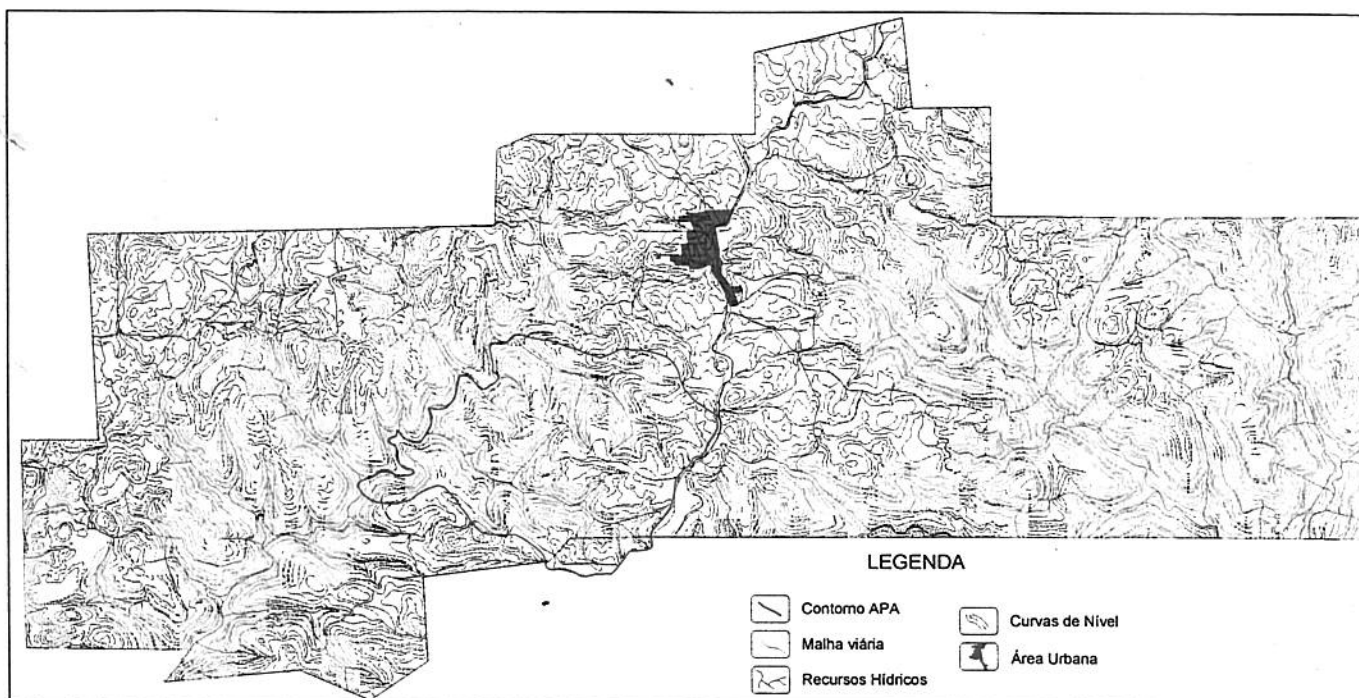 LEGENDA
Contorno APA
Malha viária
Recursos Hídricos
Curvas de Nível
Área Urbana